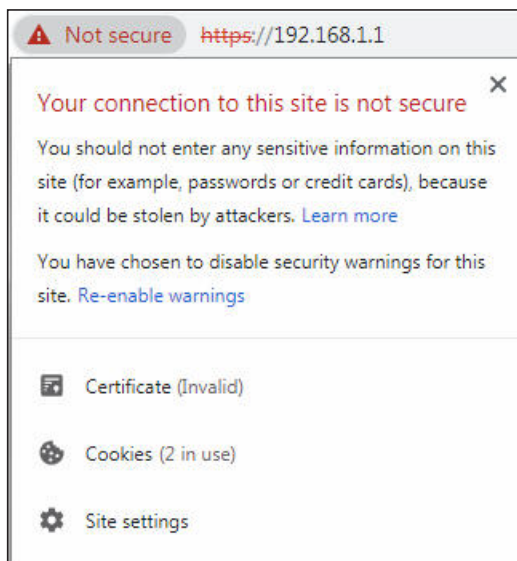 Not secure https://192.168.1.1
Your connection to this site is not secure
You should not enter any sensitive information on this
site (for example, passwords or credit cards), because
it could be stolen by attackers. Learn more
You have chosen to disable security warnings for this
site. Re-enable warnings
Certificate (Invalid)
Cookies (2 in use)
Site settings